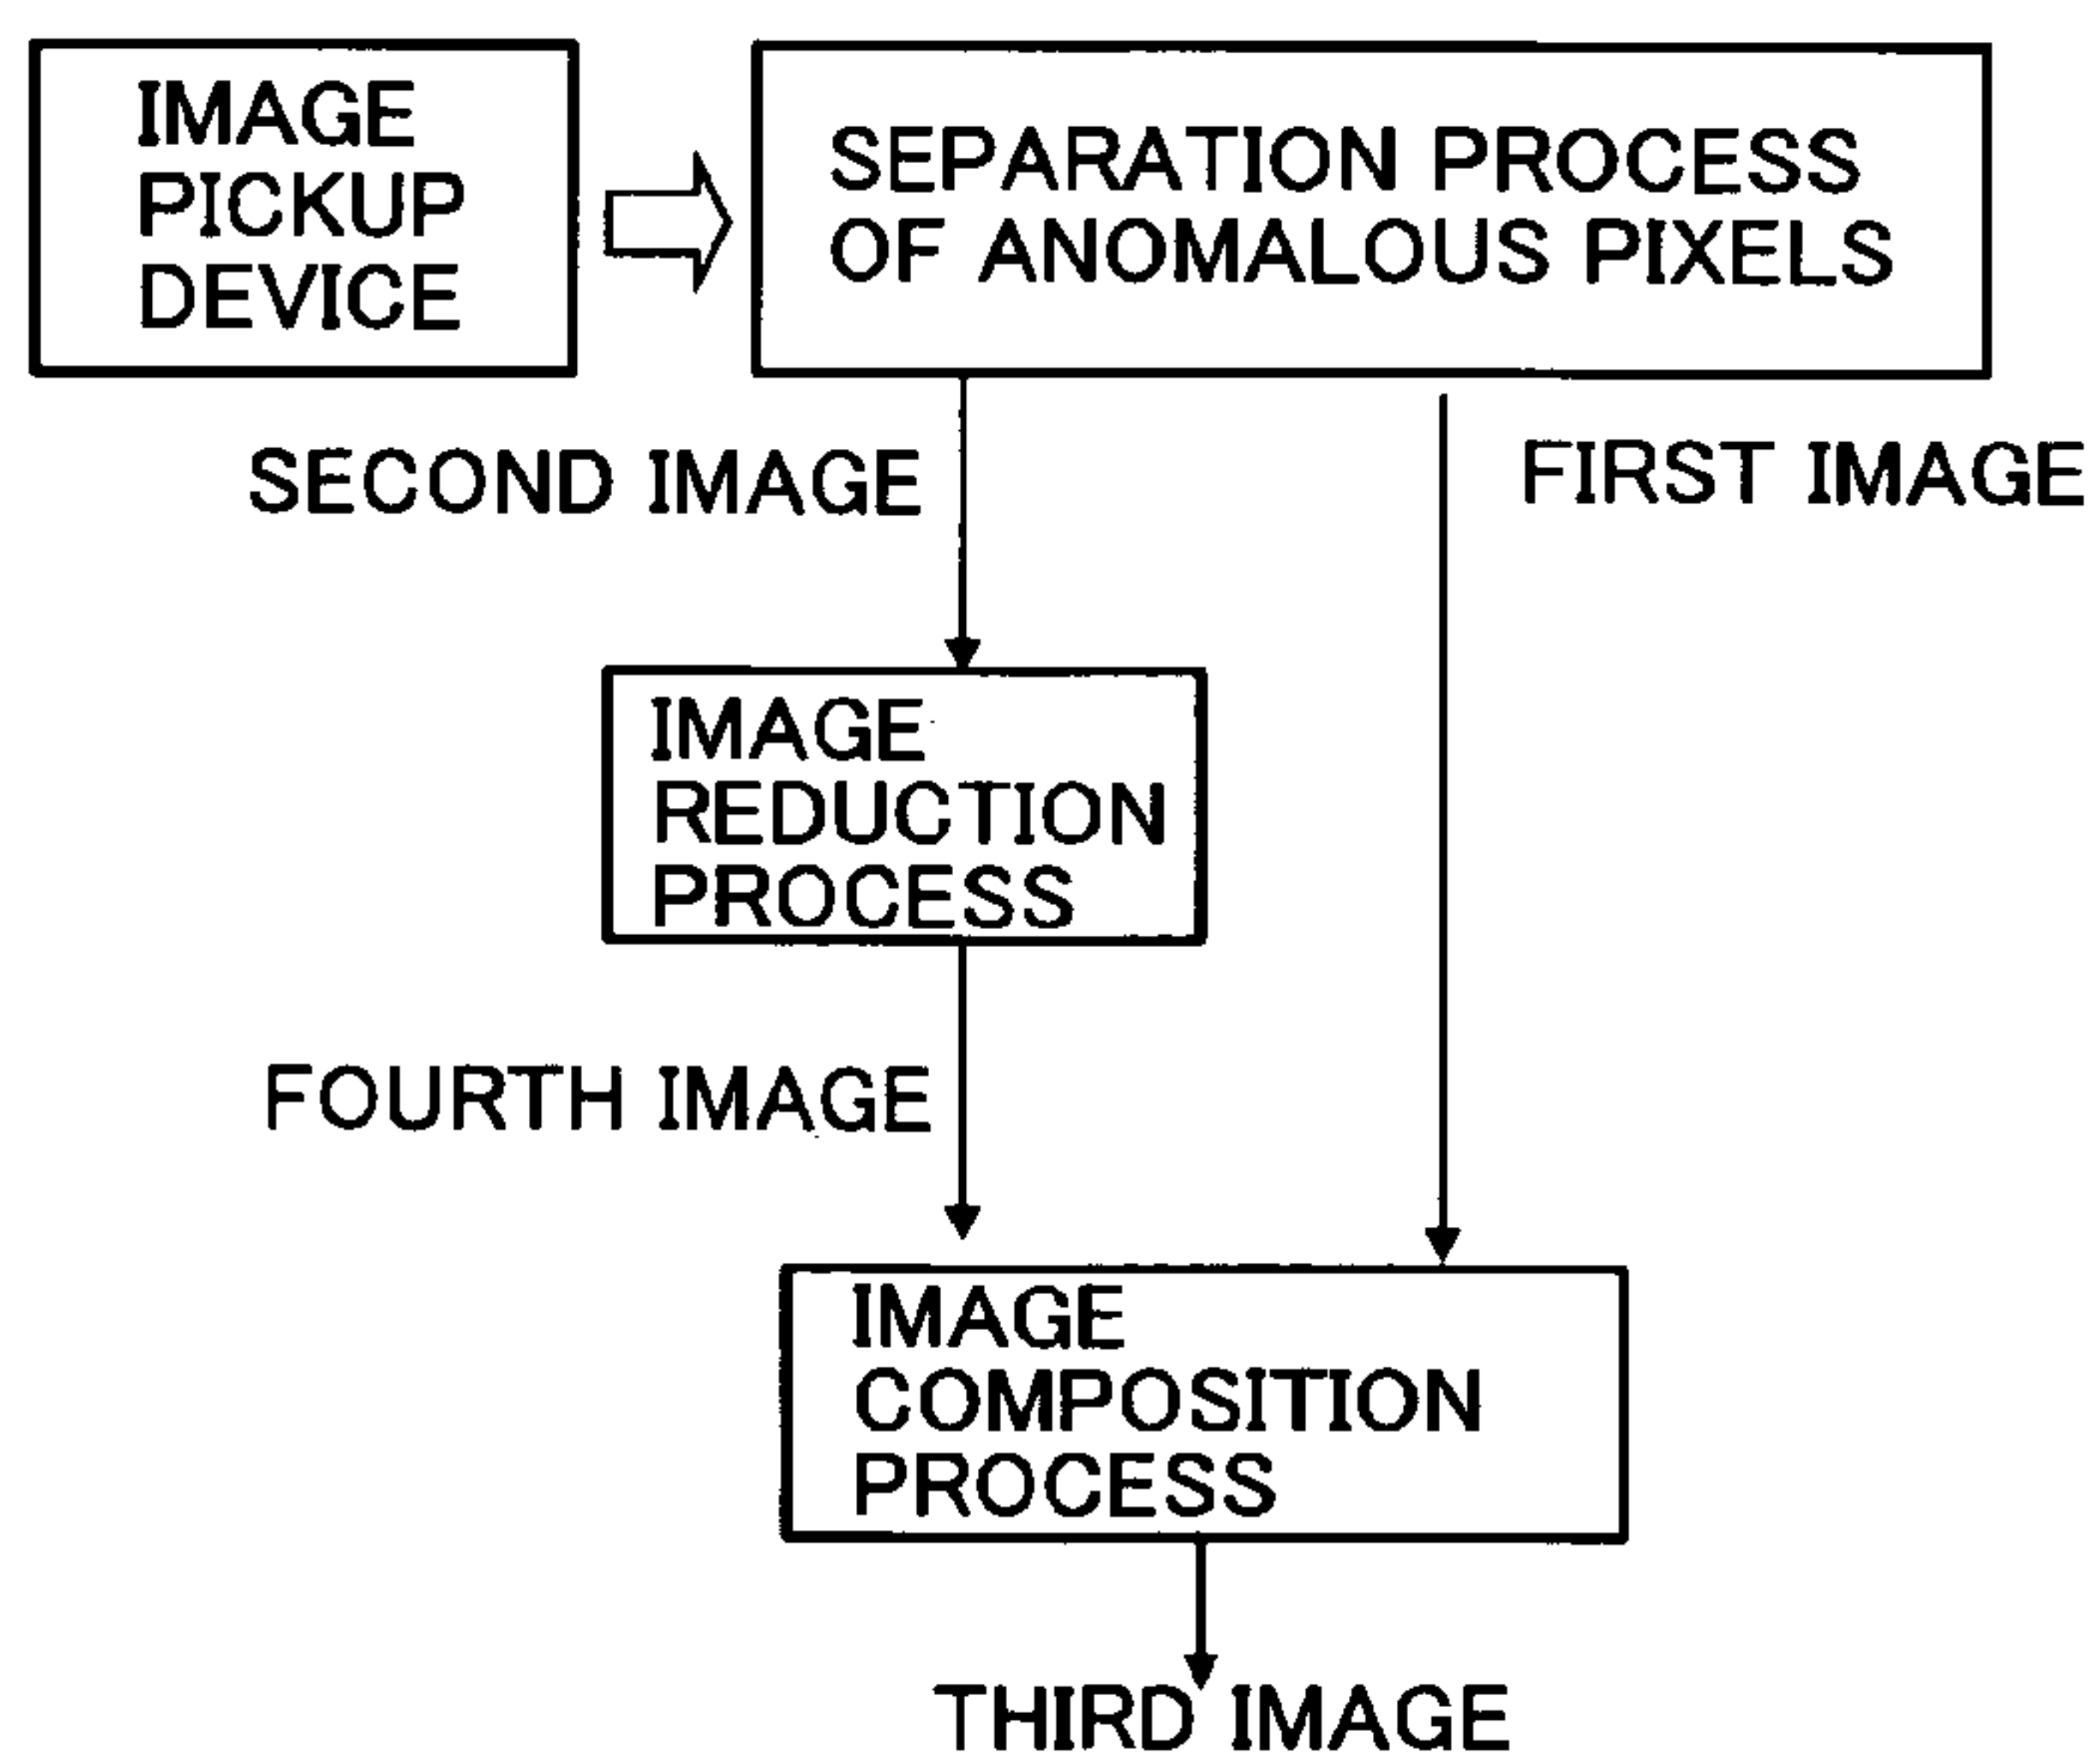 IMAGE
PICKUP
DEVICE
SEPARATION PROCESS
OF ANOMALOUS PIXELS
SECOND IMAGE
FIRST IMAGE
IMAGE
REDUCTION
PROCESS
FOURTH IMAGE
IMAGE
COMPOSITION
PROCESS
THIRD IMAGE